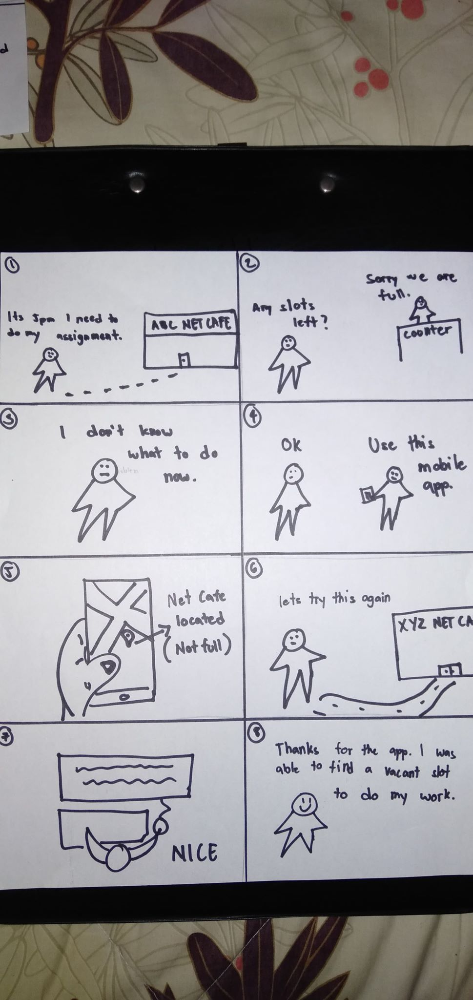 d
1
Its 5pm I need to
do my assignment.
ABC NET CAFE
2
Any slots
left?
Sorry we are
full.
counter
3
I don't know
what to do
now.
4
OK
Use this
mobile
app.
5
Net Cafe
located
(Not full)
6
lets try this again
XYZ NET CA
7
NICE
8
Thanks for the app. I was
able to find a vacant slot
to do my work.